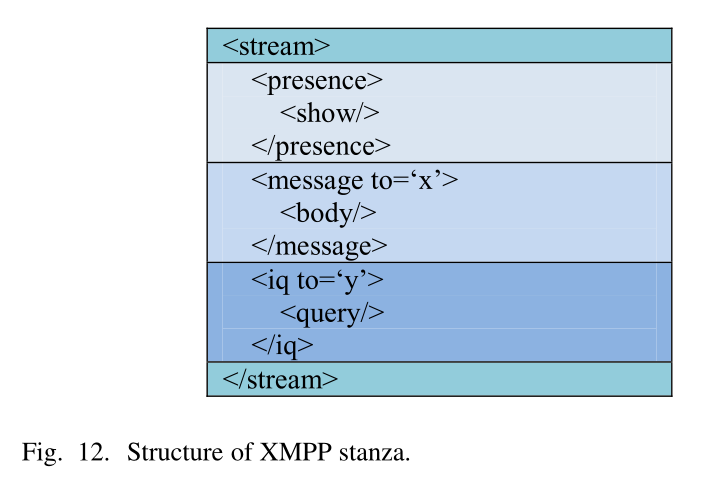 <stream>
<presence>
<show/>
</presence>
<message to=‘x’>
<body/>
</message>
<iq to=‘y’>
<query/>
</iq>
</stream>
Fig. 12. Structure of XMPP stanza.